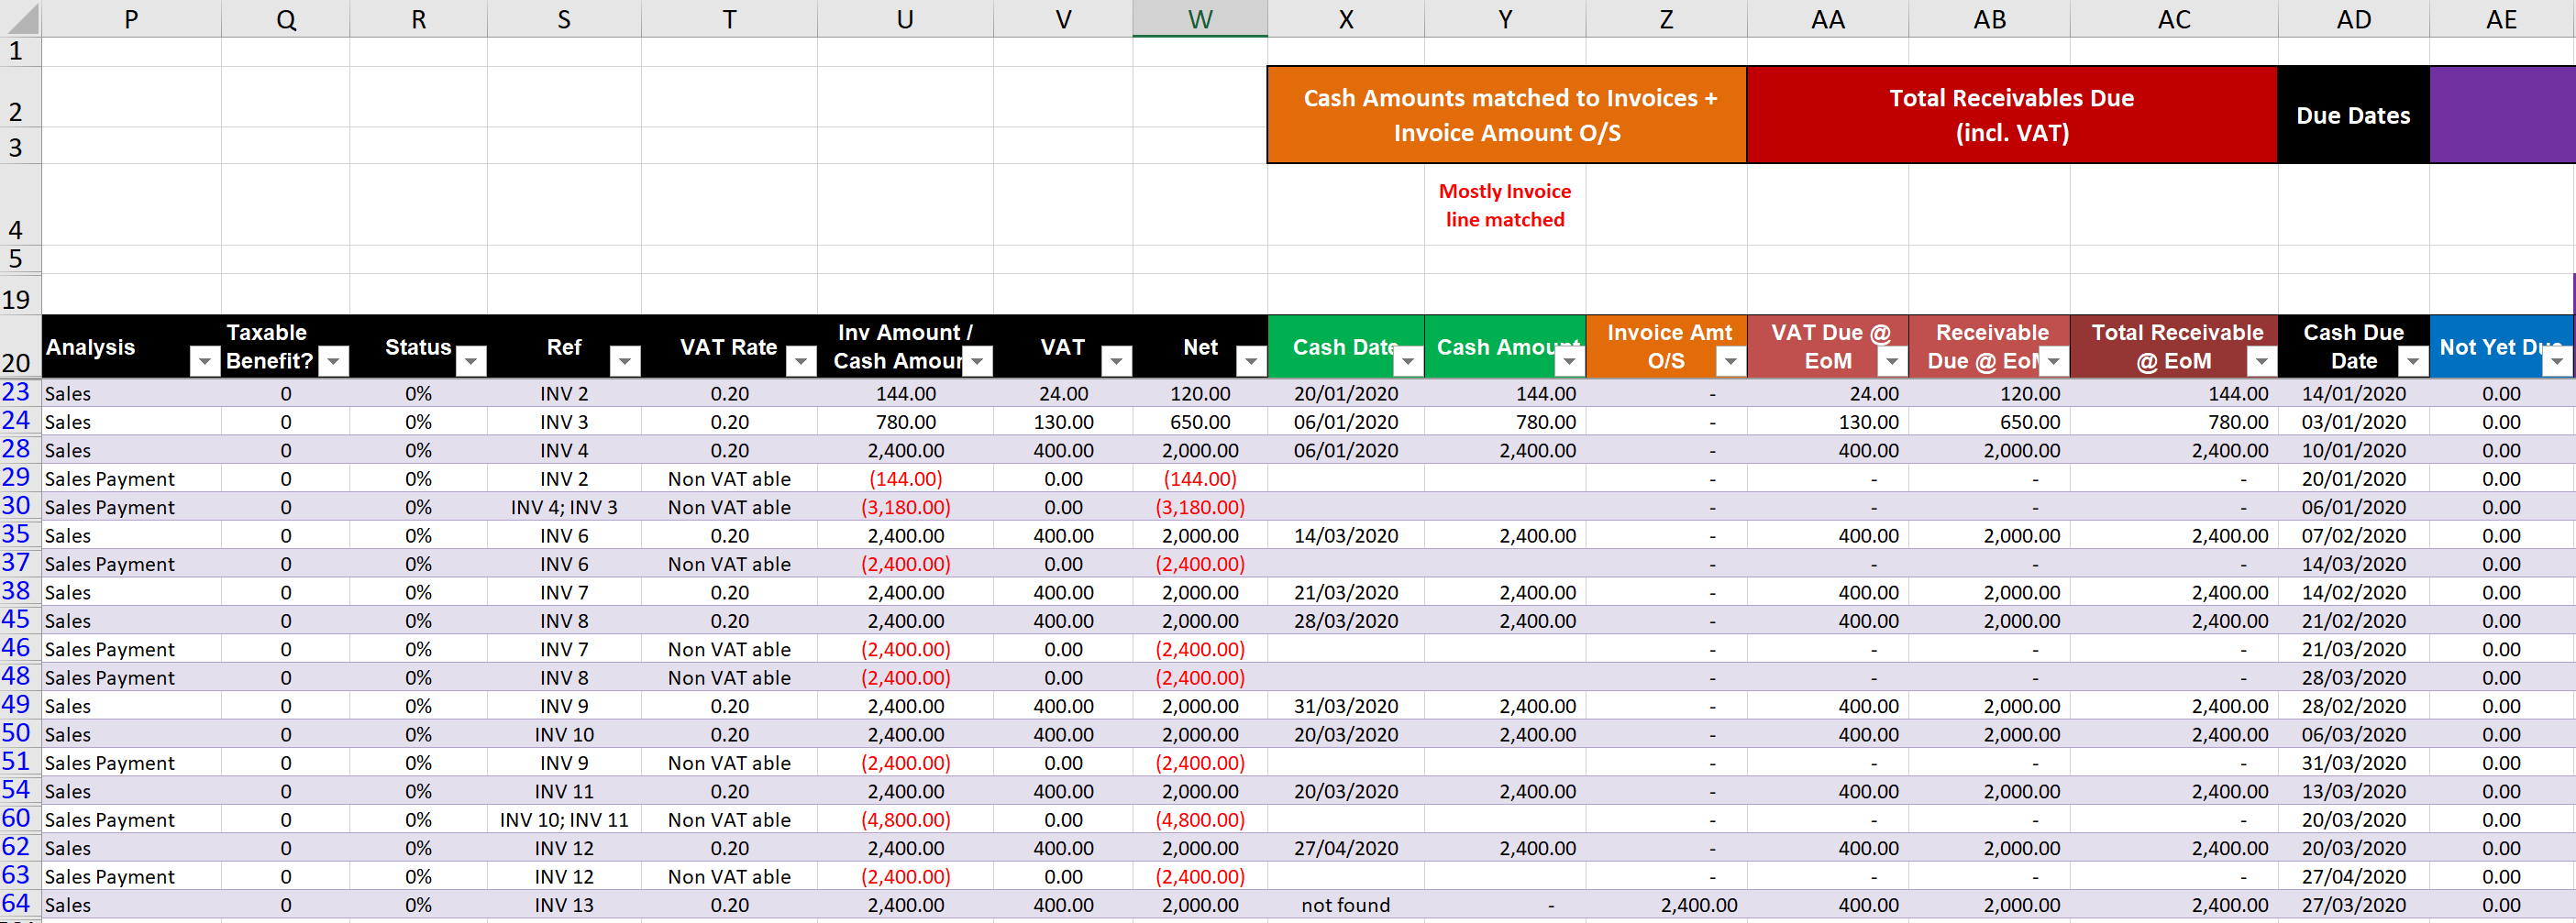 P Q R S T U V W X Y Z AA AB AC AD AE
1
2 Cash Amounts matched to Invoices + Total Receivables Due Due Dates
3 Invoice Amount O/S (incl. VAT)
Mostly Invoice
4 line matched
5
19
Taxable Inv Amount / Invoice Amt VAT Due @ Receivable Total Receivable Cash Due
20 Analysis Benefit? Status Ref VAT Rate Cash Amour VAT Net Cash Date Cash Amount O/S EoM Due @ EoM @ EoM Date Not Yet Du
23 Sales 0 0% INV 2 0.20 144.00 24.00 120.00 20/01/2020 144.00 - 24.00 120.00 144.00 14/01/2020 0.00
24 Sales 0 0% INV 3 0.20 780.00 130.00 650.00 06/01/2020 780.00 - 130.00 650.00 780.00 03/01/2020 0.00
28 Sales 0 0% INV 4 0.20 2,400.00 400.00 2,000.00 06/01/2020 2,400.00 - 400.00 2,000.00 2,400.00 10/01/2020 0.00
29 Sales Payment 0 0% INV 2 Non VAT able (144.00) 0.00 (144.00) - - - - 20/01/2020 0.00
30 Sales Payment 0 0% INV 4; INV 3 Non VAT able (3,180.00) 0.00 (3,180.00) - - - - 06/01/2020 0.00
35 Sales 0 0% INV 6 0.20 2,400.00 400.00 2,000.00 14/03/2020 2,400.00 - 400.00 2,000.00 2,400.00 07/02/2020 0.00
37 Sales Payment 0 0% INV 6 Non VAT able (2,400.00) 0.00 (2,400.00) - - - - 14/03/2020 0.00
38 Sales 0 0% INV 7 0.20 2,400.00 400.00 2,000.00 21/03/2020 2,400.00 - 400.00 2,000.00 2,400.00 14/02/2020 0.00
45 Sales 0 0% INV 8 0.20 2,400.00 400.00 2,000.00 28/03/2020 2,400.00 - 400.00 2,000.00 2,400.00 21/02/2020 0.00
46 Sales Payment 0 0% INV 7 Non VAT able (2,400.00) 0.00 (2,400.00) - - - - 21/03/2020 0.00
48 Sales Payment 0 0% INV 8 Non VAT able (2,400.00) 0.00 (2,400.00) - - - - 28/03/2020 0.00
49 Sales 0 0% INV 9 0.20 2,400.00 400.00 2,000.00 31/03/2020 2,400.00 - 400.00 2,000.00 2,400.00 28/02/2020 0.00
50 Sales 0 0% INV 10 0.20 2,400.00 400.00 2,000.00 20/03/2020 2,400.00 - 400.00 2,000.00 2,400.00 06/03/2020 0.00
51 Sales Payment 0 0% INV 9 Non VAT able (2,400.00) 0.00 (2,400.00) - - - - 31/03/2020 0.00
54 Sales 0 0% INV 11 0.20 2,400.00 400.00 2,000.00 20/03/2020 2,400.00 - 400.00 2,000.00 2,400.00 13/03/2020 0.00
60 Sales Payment 0 0% INV 10; INV 11 Non VAT able (4,800.00) 0.00 (4,800.00) - - - - 20/03/2020 0.00
62 Sales 0 0% INV 12 0.20 2,400.00 400.00 2,000.00 27/04/2020 2,400.00 - 400.00 2,000.00 2,400.00 20/03/2020 0.00
63 Sales Payment 0 0% INV 12 Non VAT able (2,400.00) 0.00 (2,400.00) - - - - 27/04/2020 0.00
64 Sales 0 0% INV 13 0.20 2,400.00 400.00 2,000.00 not found - 2,400.00 400.00 2,000.00 2,400.00 27/03/2020 0.00